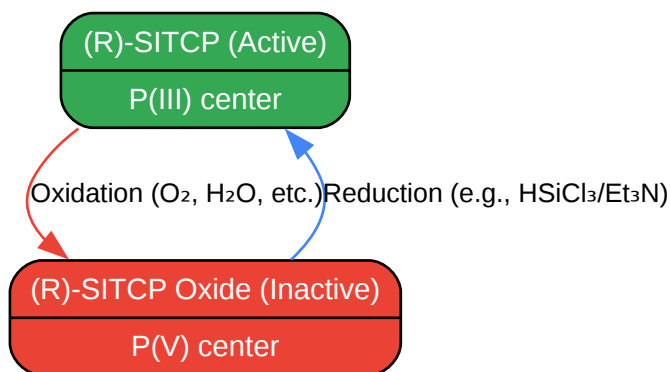 (R)-SITCP (Active)
P(III) center
Oxidation (O₂, H₂O, etc.)
Reduction (e.g., HSiCl₃/Et₃N)
(R)-SITCP Oxide (Inactive)
P(V) center